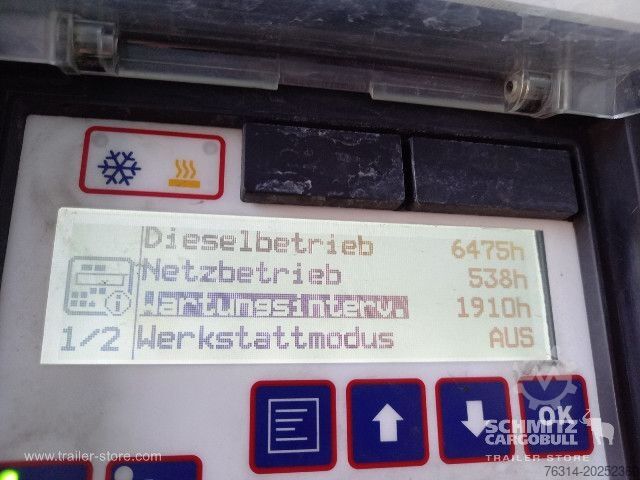 Dieselbetrieb 6475h
Netzbetrieb 538h
Wartungsinterv. 1910h
1/2 Werkstattmodus AUS
OK
SCHMITZ
CARGOBULL
TRAILER STORE
www.trailer-store.com